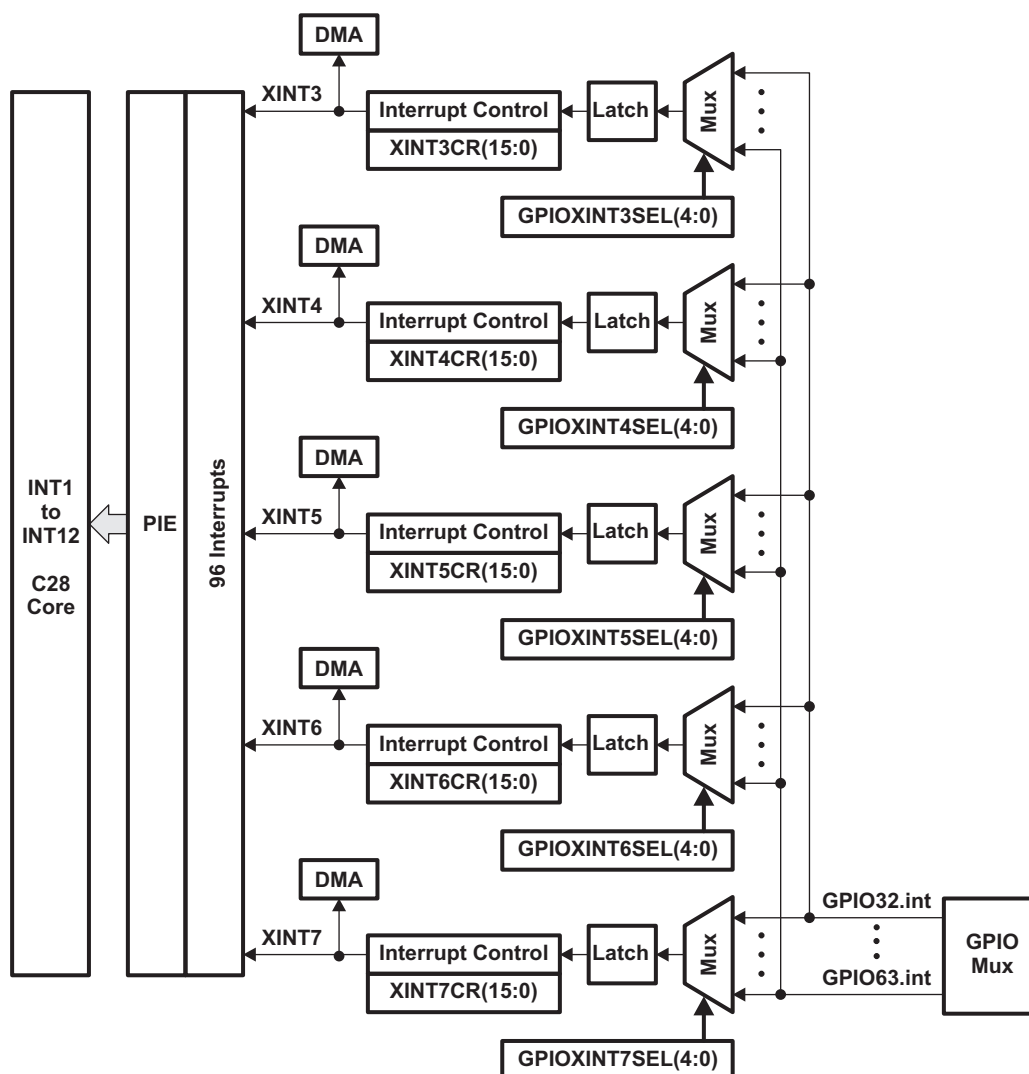 DMA
XINT3
Interrupt Control
XINT3CR(15:0)
Latch
Mux
GPIOXINT3SEL(4:0)
DMA
XINT4
Interrupt Control
XINT4CR(15:0)
Latch
Mux
GPIOXINT4SEL(4:0)
INT1
to
INT12
C28
Core
PIE
96 Interrupts
DMA
XINT5
Interrupt Control
XINT5CR(15:0)
Latch
Mux
GPIOXINT5SEL(4:0)
DMA
XINT6
Interrupt Control
XINT6CR(15:0)
Latch
Mux
GPIOXINT6SEL(4:0)
DMA
XINT7
Interrupt Control
XINT7CR(15:0)
Latch
Mux
GPIOXINT7SEL(4:0)
GPIO32.int
GPIO63.int
GPIO
Mux